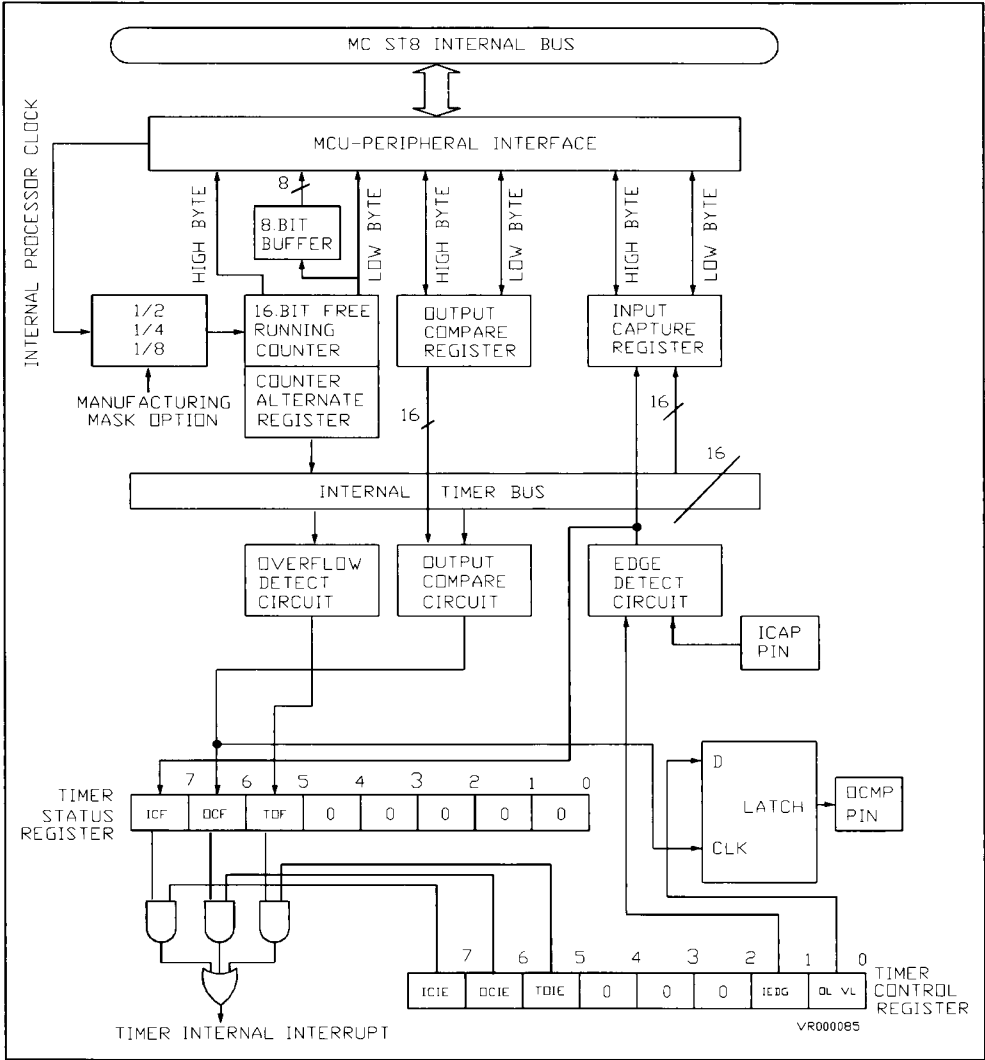 MC ST8 INTERNAL BUS
INTERNAL PROCESSOR CLOCK
MCU-PERIPHERAL INTERFACE
HIGH BYTE
8
8.BIT
BUFFER
LOW BYTE
HIGH BYTE
LOW BYTE
HIGH BYTE
LOW BYTE
1/2
1/4
1/8
MANUFACTURING
MASK OPTION
16.BIT FREE
RUNNING
COUNTER
COUNTER
ALTERNATE
REGISTER
OUTPUT
COMPARE
REGISTER
INPUT
CAPTURE
REGISTER
16
16
16
INTERNAL TIMER BUS
OVERFLOW
DETECT
CIRCUIT
OUTPUT
COMPARE
CIRCUIT
EDGE
DETECT
CIRCUIT
ICAP
PIN
D
LATCH
CLK
OCMP
PIN
7 6 5 4 3 2 1 0
TIMER
STATUS
REGISTER
ICF OCF TOF 0 0 0 0 0
7 6 5 4 3 2 1 0
ICIE OCIE TOIE 0 0 0 IEDG OL VL
TIMER
CONTROL
REGISTER
TIMER INTERNAL INTERRUPT
VR000085